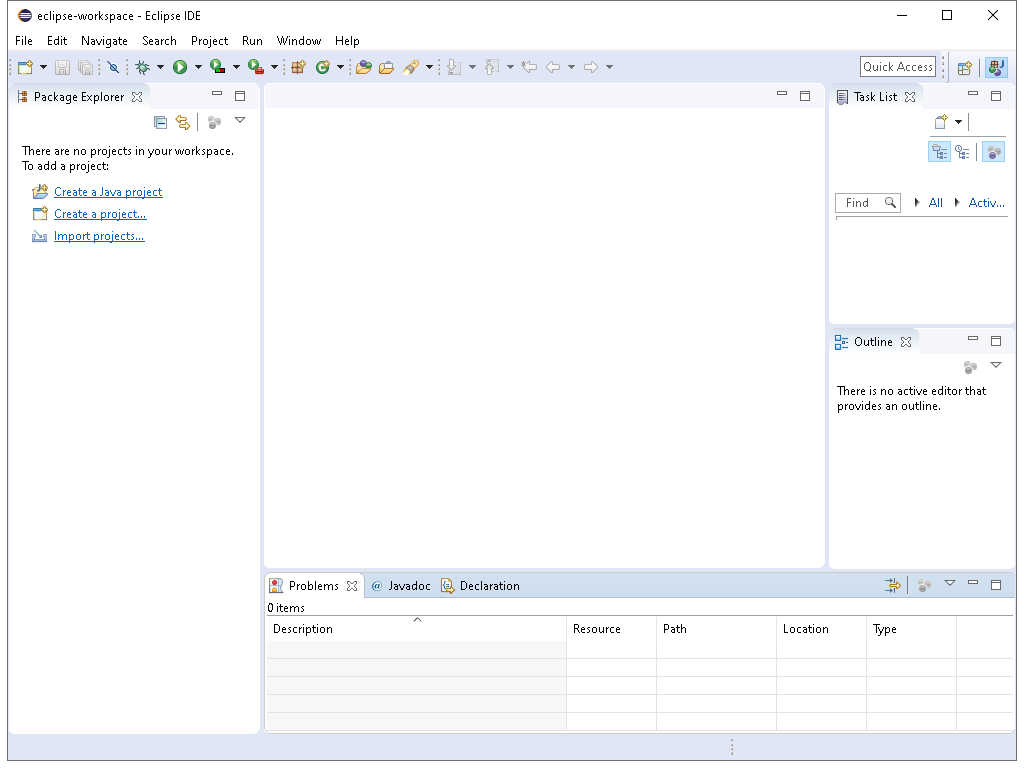 eclipse-workspace - Eclipse IDE
File Edit Navigate Search Project Run Window Help
Quick Access
Package Explorer
There are no projects in your workspace.
To add a project:
Create a Java project
Create a project...
Import projects...
Task List
Find All Activ...
Outline
There is no active editor that
provides an outline.
Problems @ Javadoc Declaration
0 items
Description Resource Path Location Type